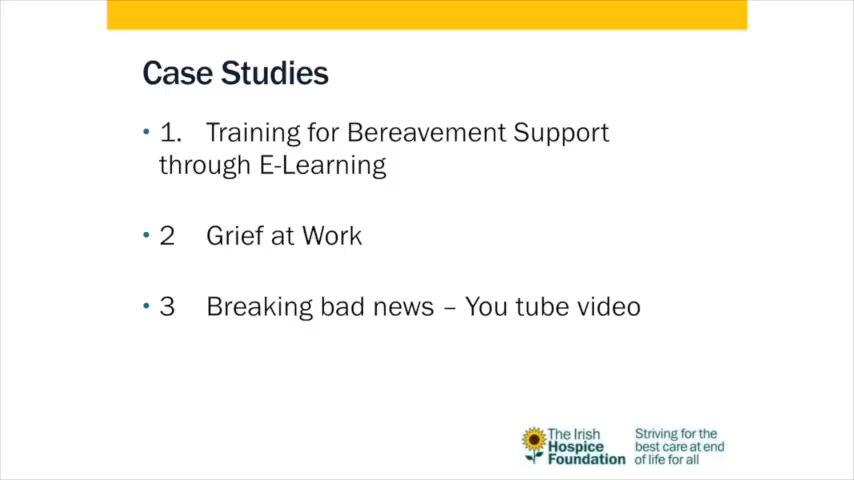 Case Studies
• 1. Training for Bereavement Support
through E-Learning
• 2 Grief at Work
• 3 Breaking bad news – You tube video
The Irish
Hospice
Foundation
Striving for the
best care at end
of life for all